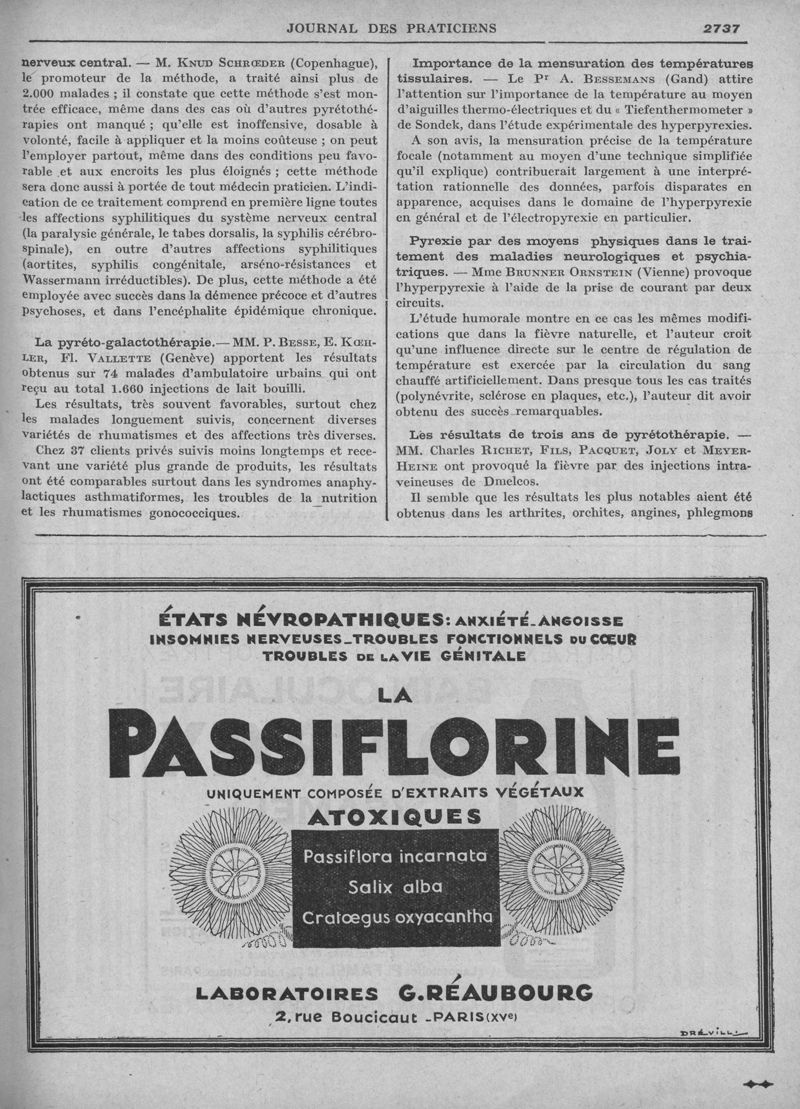 JOURNAL DES PRATICIENS
2737
nerveux central. — M. KNUD SCHRŒDER (Copenhague),
le promoteur de la méthode, a traité ainsi plus de
2.000 malades ; il constate que cette méthode s'est mon-
trée efficace, même dans des cas où d'autres pyrétothé-
rapies ont manqué ; qu'elle est inoffensive, dosable à
volonté, facile à appliquer et la moins coûteuse ; on peut
l'employer partout, même dans des conditions peu favo-
rable et aux encroits les plus éloignés ; cette méthode
sera donc aussi à portée de tout médecin praticien. L'indi-
cation de ce traitement comprend en première ligne toutes
les affections syphilitiques du système nerveux central
(la paralysie générale, le tabes dorsalis, la syphilis cérébro-
spinale), en outre d'autres affections syphilitiques
(aortites, syphilis congénitale, arséno-résistances et
Wassermann irréductibles). De plus, cette méthode a été
employée avec succès dans la démence précoce et d'autres
psychoses, et dans l'encéphalite épidémique chronique.
La pyréto-galactothérapie.— MM. P. BESSE, E. KŒH-
LER, Fl. VALLETTE (Genève) apportent les résultats
obtenus sur 74 malades d'ambulatoire urbains qui ont
reçu au total 1.660 injections de lait bouilli.
Les résultats, très souvent favorables, surtout chez
les malades longuement suivis, concernent diverses
variétés de rhumatismes et des affections très diverses.
Chez 37 clients privés suivis moins longtemps et rece-
vant une variété plus grande de produits, les résultats
ont été comparables surtout dans les syndromes anaphy-
lactiques asthmatiformes, les troubles de la nutrition
et les rhumatismes gonococciques.
Importance de la mensuration des températures
tissulaires. — Le Pr A. BESSEMANS (Gand) attire
l'attention sur l'importance de la température au moyen
d'aiguilles thermo-électriques et du « Tiefenthermometer »
de Sondek, dans l'étude expérimentale des hyperpyrexies.
A son avis, la mensuration précise de la température
focale (notamment au moyen d'une technique simplifiée
qu'il explique) contribuerait largement à une interpré-
tation rationnelle des données, parfois disparates en
apparence, acquises dans le domaine de l'hyperpyrexie
en général et de l'électropyrexie en particulier.
Pyrexie par des moyens physiques dans le trai-
tement des maladies neurologiques et psychia-
triques. — Mme BRUNNER ORNSTEIN (Vienne) provoque
l'hyperpyrexie à l'aide de la prise de courant par deux
circuits.
L'étude humorale montre en ce cas les mêmes modifi-
cations que dans la fièvre naturelle, et l'auteur croit
qu'une influence directe sur le centre de régulation de
température est exercée par la circulation du sang
chauffé artificiellement. Dans presque tous les cas traités
(polynévrite, sclérose en plaques, etc.), l'auteur dit avoir
obtenu des succès remarquables.
Les résultats de trois ans de pyrétothérapie. —
MM. Charles RICHET, FILS, PACQUET, JOLY et MEYER-
HEINE ont provoqué la fièvre par des injections intra-
veineuses de Dmelcos.
Il semble que les résultats les plus notables aient été
obtenus dans les arthrites, orchites, angines, phlegmons
ÉTATS NÉVROPATHIQUES: ANXIÉTÉ_ANGOISSE
INSOMNIES NERVEUSES_TROUBLES FONCTIONNELS DU CŒUR
TROUBLES DE LA VIE GÉNITALE
LA
PASSIFLORINE
UNIQUEMENT COMPOSÉE D'EXTRAITS VÉGÉTAUX
ATOXIQUES
Passiflora incarnata
Salix alba
Cratœgus oxyacantha
LABORATOIRES G.RÉAUBOURG
2, rue Boucicaut _PARIS(XVe)